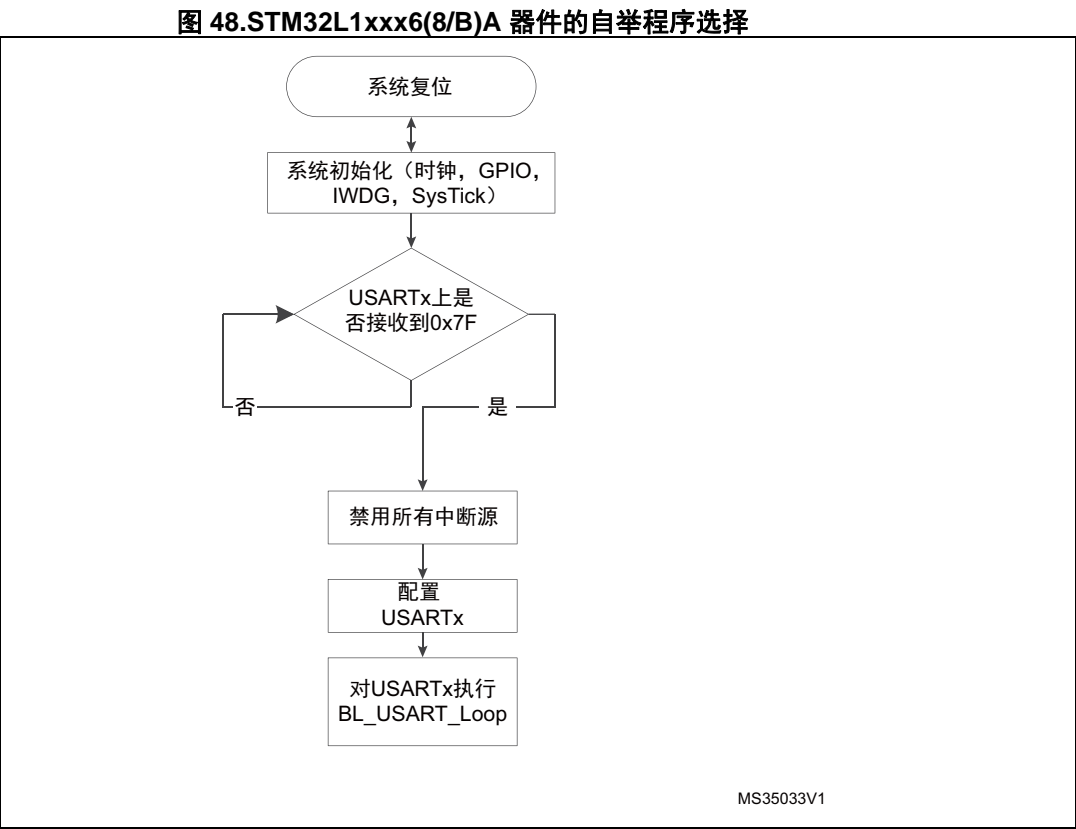 图 48.STM32L1xxx6(8/B)A 器件的自举程序选择
系统复位
系统初始化（时钟，GPIO，
IWDG，SysTick）
USARTx上是
否接收到0x7F
否
是
禁用所有中断源
配置
USARTx
对USARTx执行
BL_USART_Loop
MS35033V1